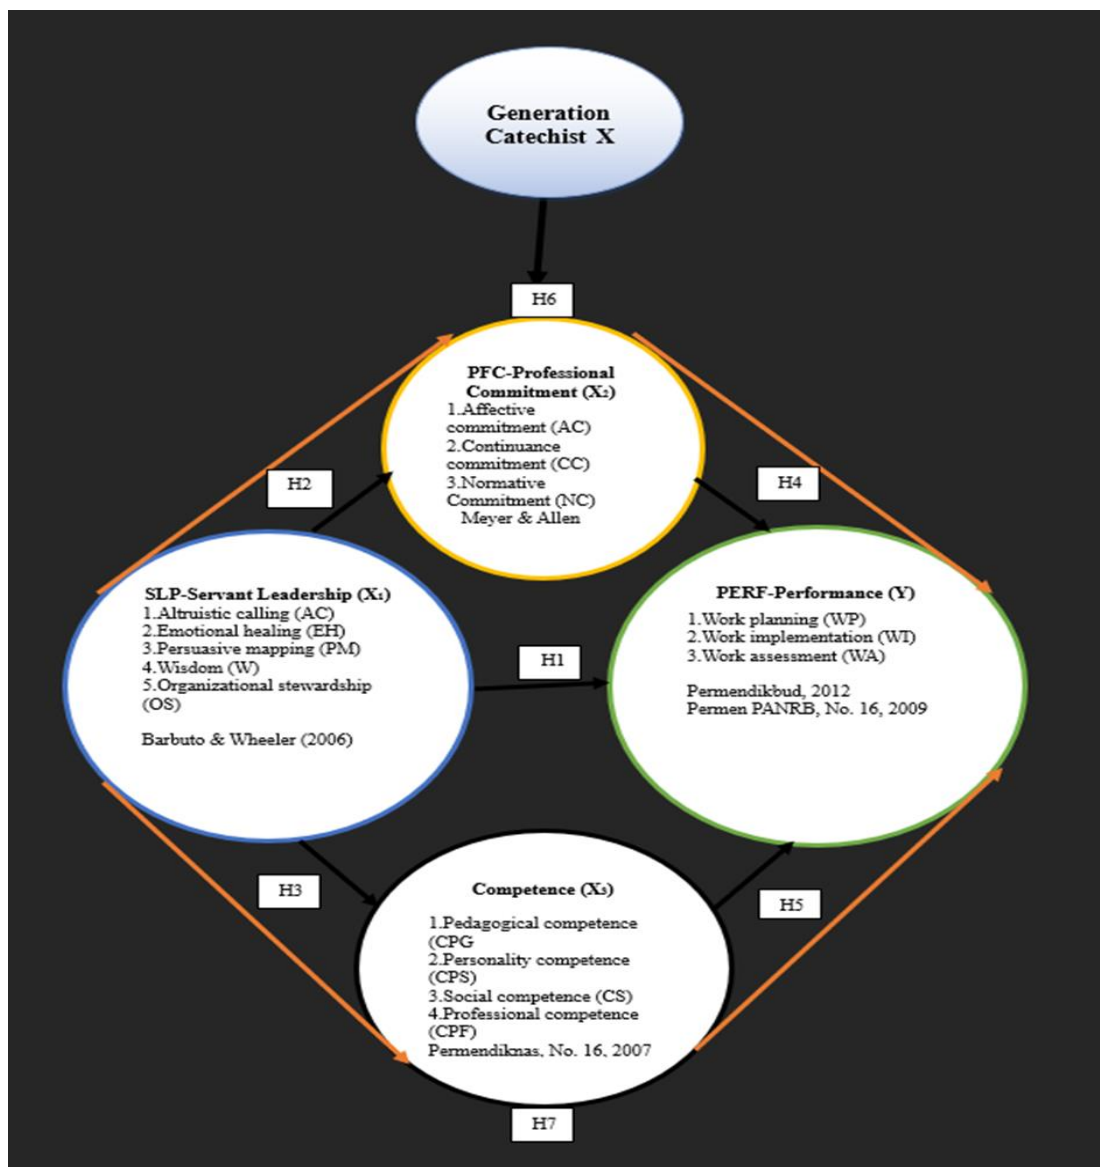 Generation
Catechist X
H6
PFC-Professional
Commitment (X₂)
1.Affective
commitment (AC)
2.Continuance
commitment (CC)
3.Normative
Commitment (NC)
Meyer & Allen
H2
H4
SLP-Servant Leadership (X₁)
1.Altruistic calling (AC)
2.Emotional healing (EH)
3.Persuasive mapping (PM)
4.Wisdom (W)
5.Organizational stewardship
(OS)
Barbuto & Wheeler (2006)
H1
PERF-Performance (Y)
1.Work planning (WP)
2.Work implementation (WI)
3.Work assessment (WA)
Permendikbud, 2012
Permen PANRB, No. 16, 2009
H3
H5
Competence (X₃)
1.Pedagogical competence
(CPG
2.Personality competence
(CPS)
3.Social competence (CS)
4.Professional competence
(CPF)
Permendiknas, No. 16, 2007
H7